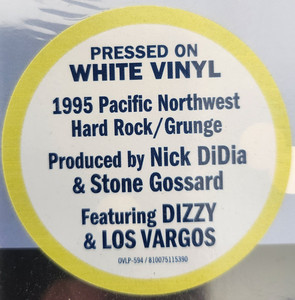 PRESSED ON
WHITE VINYL
1995 Pacific Northwest
Hard Rock/Grunge
Produced by Nick DiDia
& Stone Gossard
Featuring DIZZY
& LOS VARGOS
OVLP-594 / 810075115390